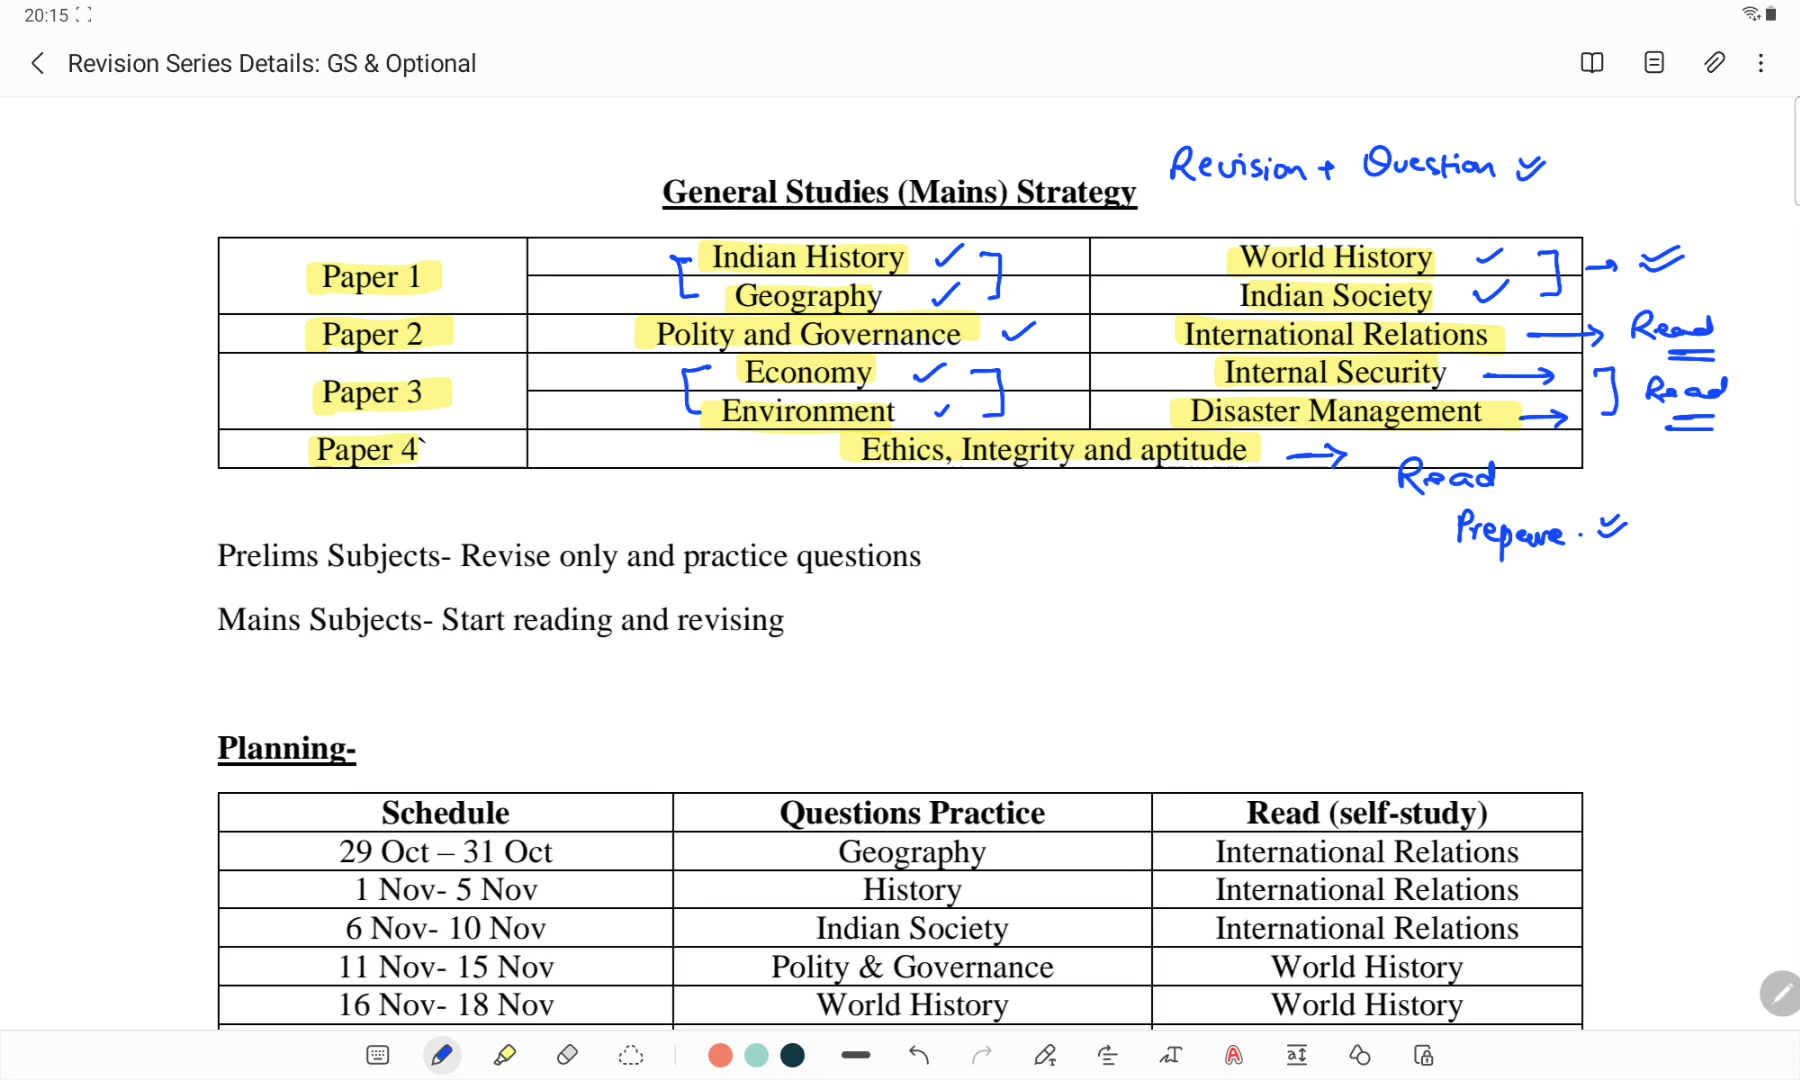 20:15
Revision Series Details: GS & Optional
Revision + Question
General Studies (Mains) Strategy
Paper 1 Indian History World History
Geography Indian Society
Paper 2 Polity and Governance International Relations Read
Paper 3 Economy Internal Security Read
Environment Disaster Management
Paper 4` Ethics, Integrity and aptitude
Read
Prepare.
Prelims Subjects- Revise only and practice questions
Mains Subjects- Start reading and revising
Planning-
Schedule Questions Practice Read (self-study)
29 Oct – 31 Oct Geography International Relations
1 Nov- 5 Nov History International Relations
6 Nov- 10 Nov Indian Society International Relations
11 Nov- 15 Nov Polity & Governance World History
16 Nov- 18 Nov World History World History